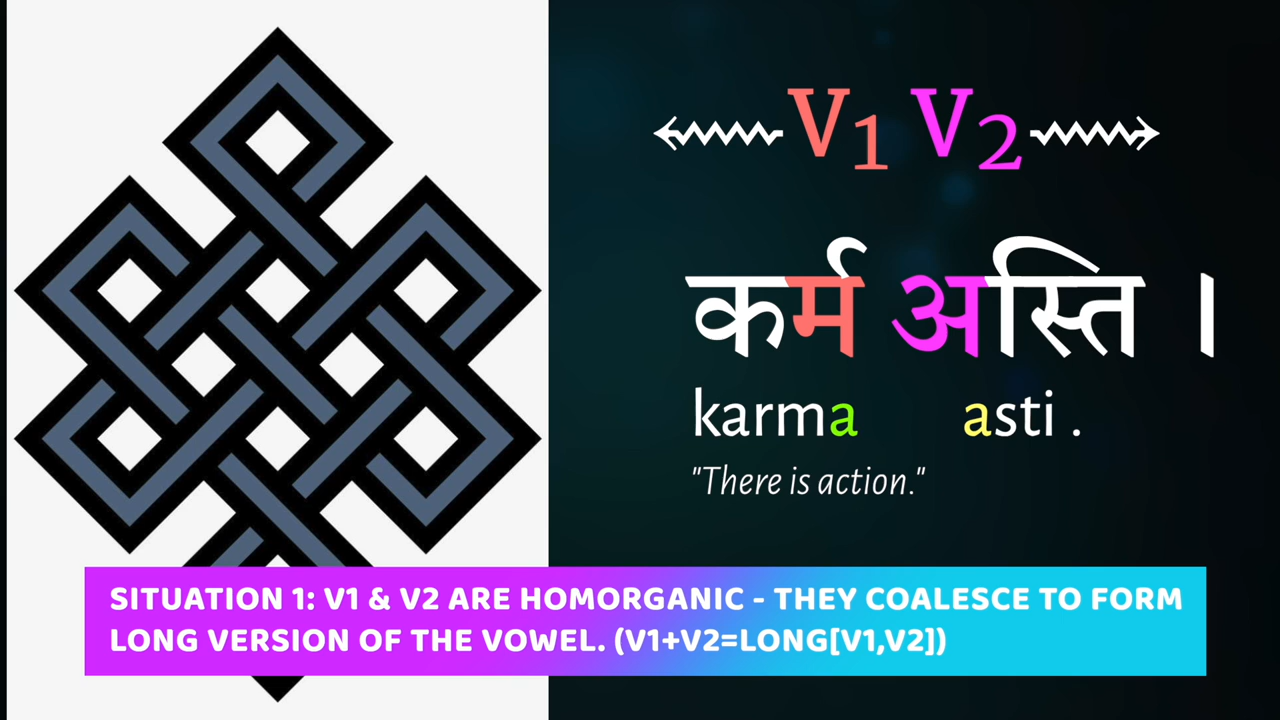 V1 V2
कर्म अस्ति ।
karma asti .
"There is action."
SITUATION 1: V1 & V2 ARE HOMORGANIC - THEY COALESCE TO FORM
LONG VERSION OF THE VOWEL. (V1+V2=LONG[V1,V2])